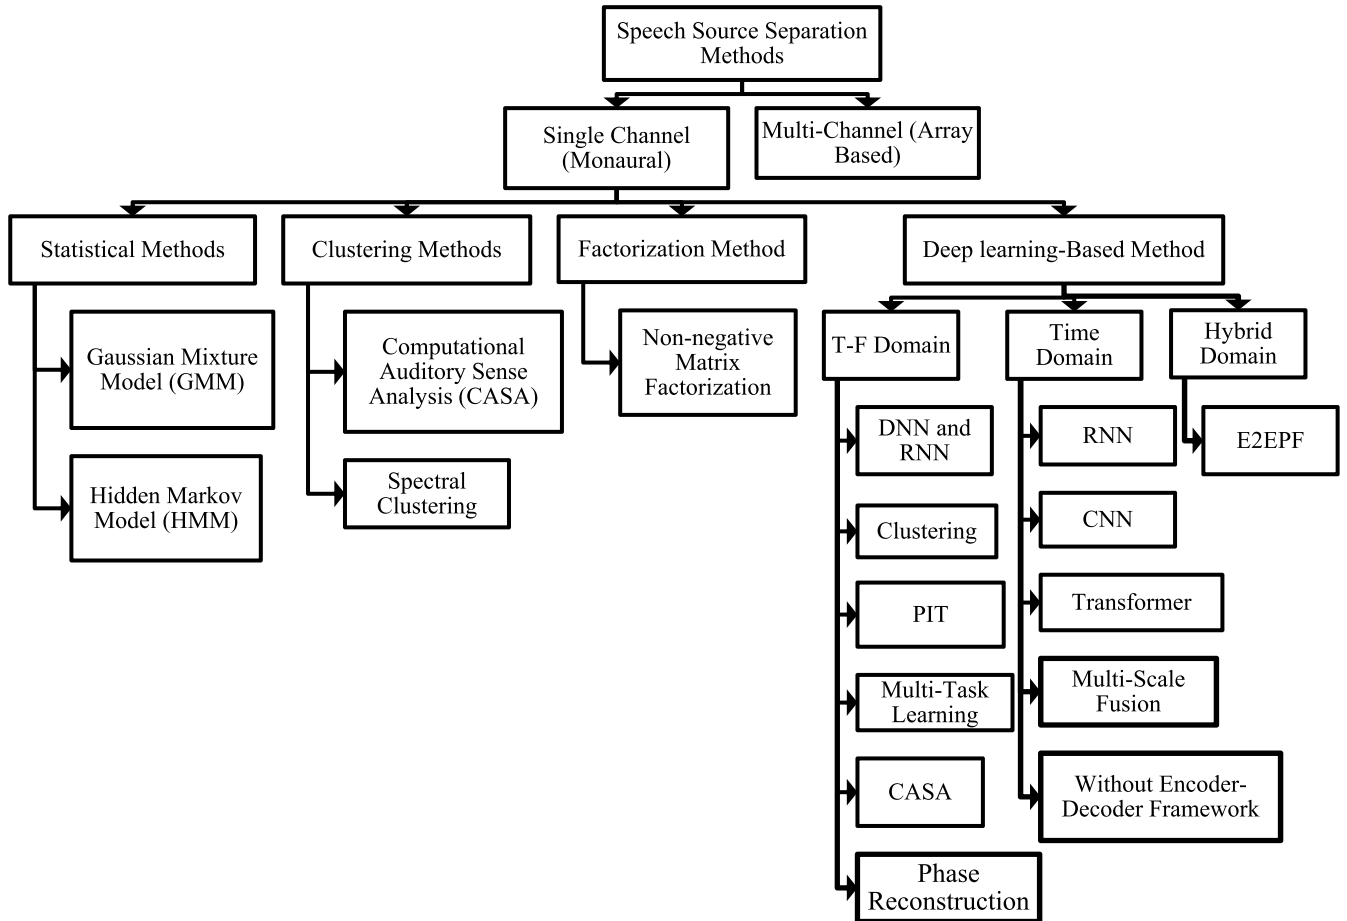 Speech Source Separation
Methods
Single Channel
(Monaural)
Multi-Channel (Array
Based)
Statistical Methods
Clustering Methods
Factorization Method
Deep learning-Based Method
Gaussian Mixture
Model (GMM)
Hidden Markov
Model (HMM)
Computational
Auditory Sense
Analysis (CASA)
Spectral
Clustering
Non-negative
Matrix
Factorization
T-F Domain
Time
Domain
Hybrid
Domain
DNN and
RNN
Clustering
PIT
Multi-Task
Learning
CASA
Phase
Reconstruction
RNN
CNN
Transformer
Multi-Scale
Fusion
Without Encoder-
Decoder Framework
E2EPF